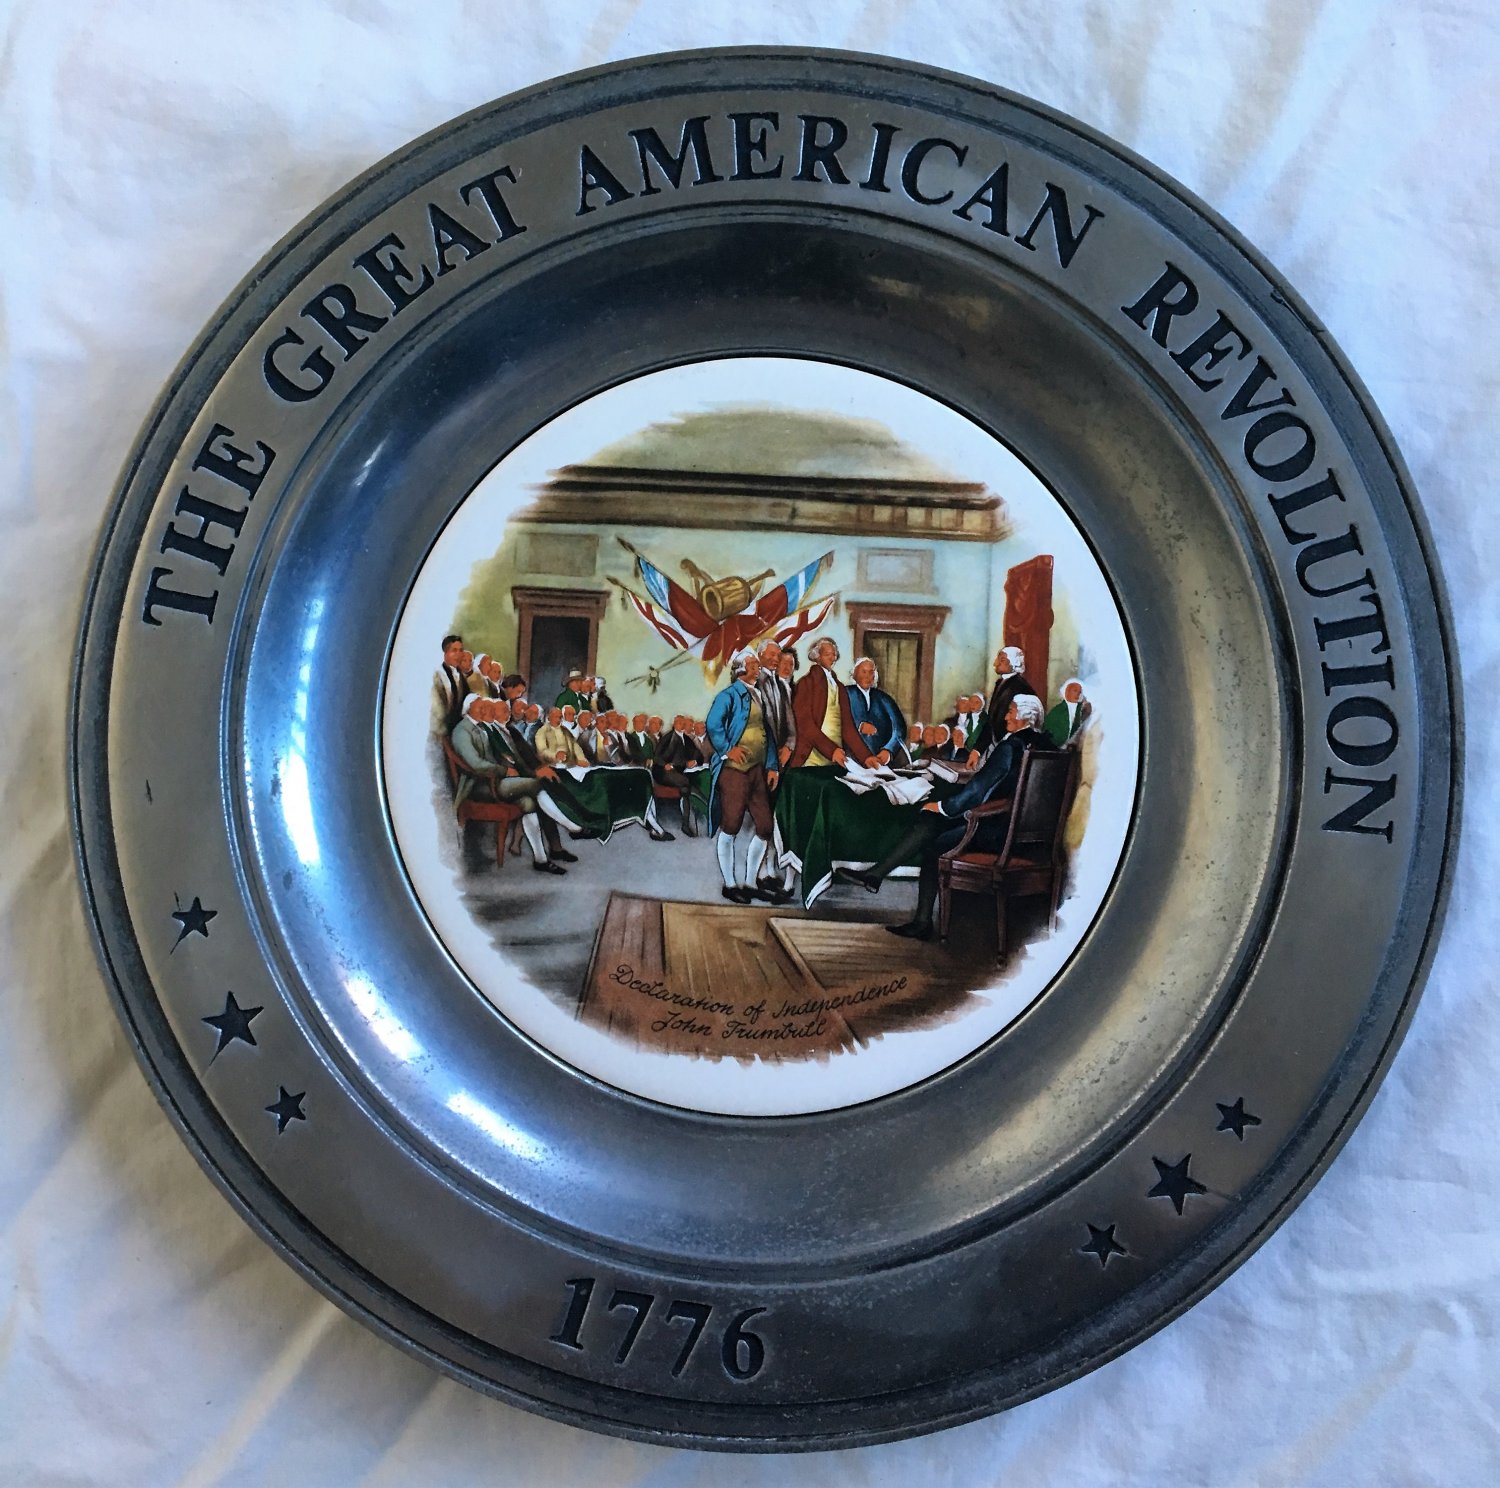 THE GREAT AMERICAN REVOLUTION
Declaration of Independence
John Trumbull
1776